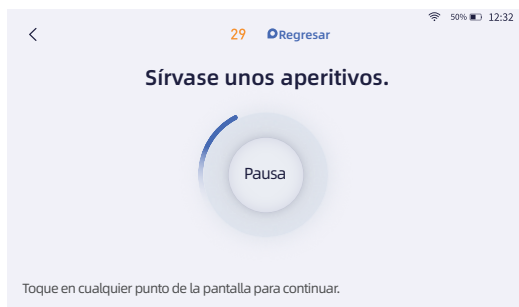 50% 12:32
29 Regresar
Sírvase unos aperitivos.
Pausa
Toque en cualquier punto de la pantalla para continuar.